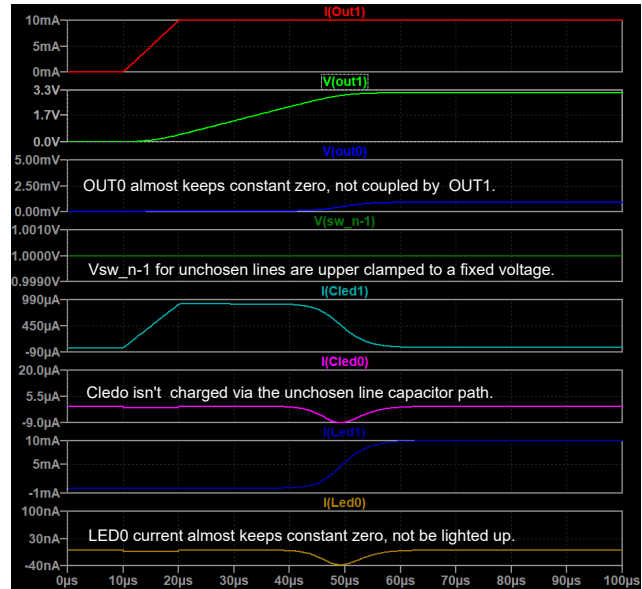 I(Out1)
10mA
5mA
0mA
V(out1)
3.3V
1.7V
0.0V
V(out0)
5.00mV
2.50mV
0.00mV
OUT0 almost keeps constant zero, not coupled by OUT1.
V(sw_n-1)
1.0010V
1.0000V
0.9990V
Vsw_n-1 for unchosen lines are upper clamped to a fixed voltage.
I(Cled1)
990µA
450µA
-90µA
I(Cled0)
20.0µA
5.5µA
-9.0µA
Cledo isn't charged via the unchosen line capacitor path.
I(Led1)
10mA
5mA
-1mA
I(Led0)
100nA
30nA
-40nA
LED0 current almost keeps constant zero, not be lighted up.
0µs 10µs 20µs 30µs 40µs 50µs 60µs 70µs 80µs 90µs 100µs